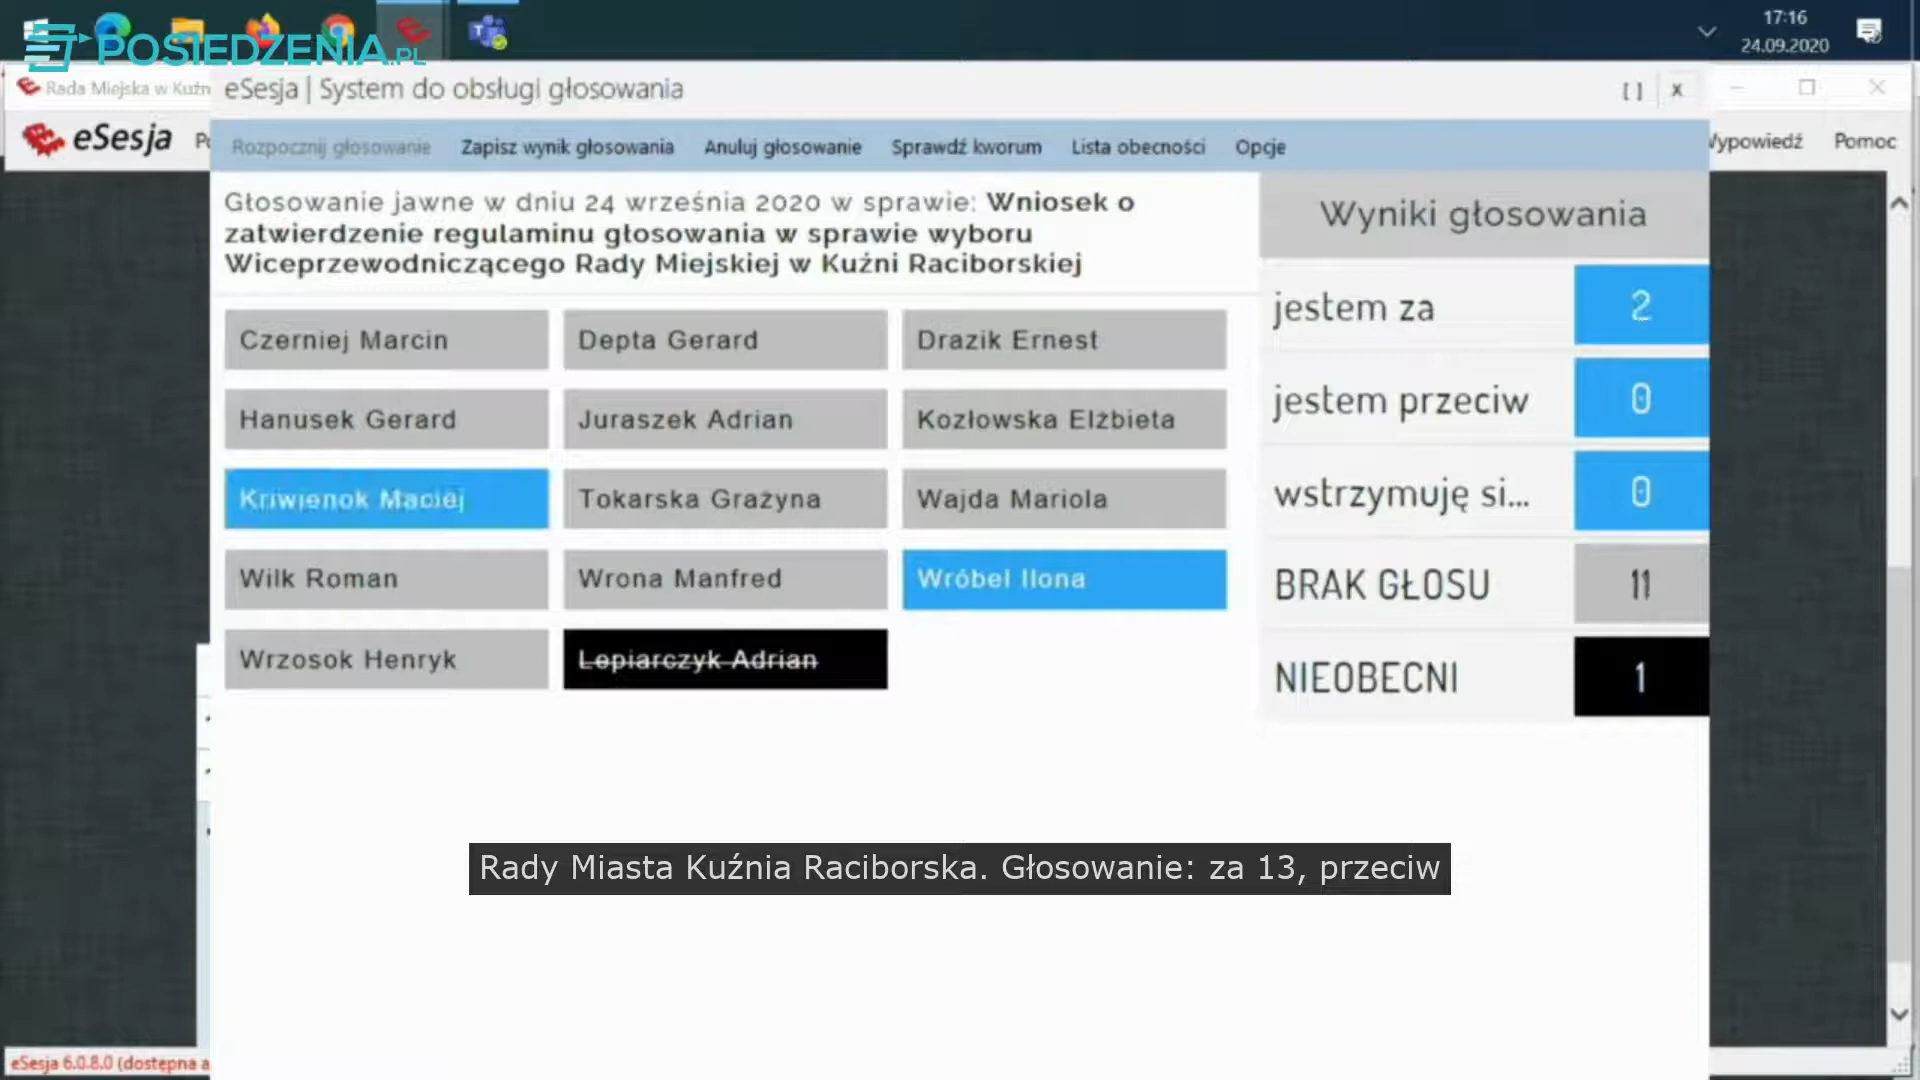 17:16
24.09.2020
POSIEDZENIA.PL
Rada Miejska w Kuźn
eSesja | System do obsługi głosowania
[ ] x
eSesja
Wypowiedź Pomoc
Rozpocznij głosowanie Zapisz wynik głosowania Anuluj głosowanie Sprawdź kworum Lista obecności Opcje
Głosowanie jawne w dniu 24 września 2020 w sprawie: Wniosek o
zatwierdzenie regulaminu głosowania w sprawie wyboru
Wiceprzewodniczącego Rady Miejskiej w Kuźni Raciborskiej
Czerniej Marcin Depta Gerard Drazik Ernest
Hanusek Gerard Juraszek Adrian Kozłowska Elżbieta
Kriwienok Maciej Tokarska Grażyna Wajda Mariola
Wilk Roman Wrona Manfred Wróbel Ilona
Wrzosok Henryk Lepiarczyk Adrian
Wyniki głosowania
jestem za 2
jestem przeciw 0
wstrzymuję si... 0
BRAK GŁOSU 11
NIEOBECNI 1
Rady Miasta Kuźnia Raciborska. Głosowanie: za 13, przeciw
eSesja 6.0.8.0 (dostępna a